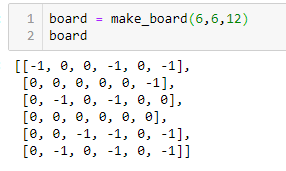 1 board = make_board(6,6,12)
2 board
[[-1, 0, 0, -1, 0, -1],
[0, 0, 0, 0, 0, -1],
[0, -1, 0, -1, 0, 0],
[0, 0, 0, 0, 0, 0],
[0, 0, -1, -1, 0, -1],
[0, -1, 0, -1, 0, -1]]